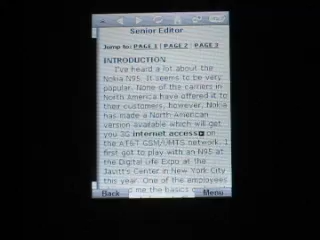 Senior Editor
Jump to: PAGE 1 | PAGE 2 | PAGE 3
INTRODUCTION
I've heard a lot about the
Nokia N95. It seems to be very
popular. None of the carriers in
North America have offered it to
their customers, however, Nokia
has made a North American
version available which will get
you 3G internet access on
the AT&T GSM/UMTS network. I
first got to play with an N95 at
the Digital Life Expo at the
Javitt's Center in New York City
this year. One of the employees
me the basics
Back Menu